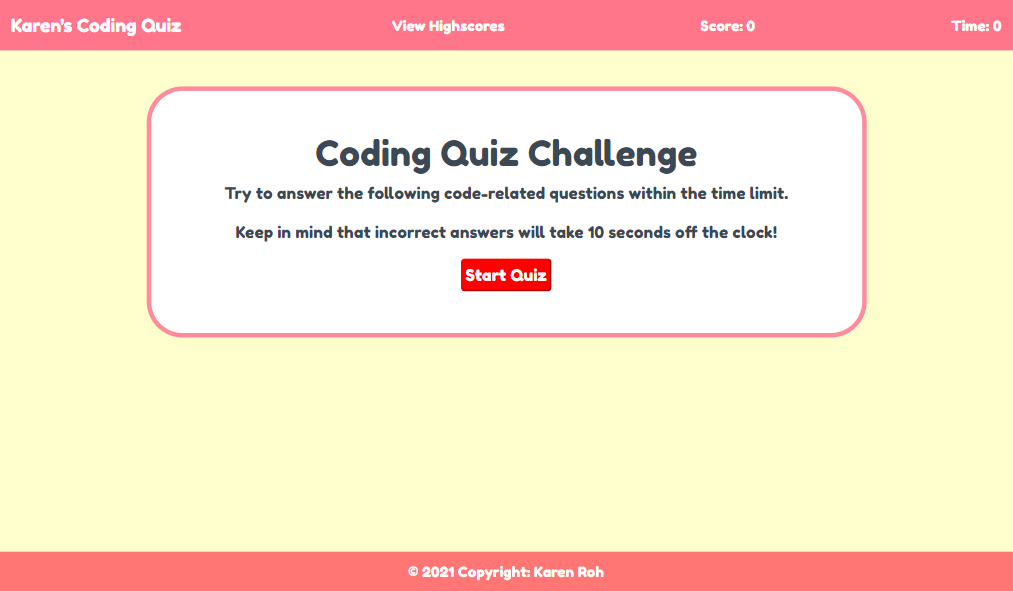 Karen's Coding Quiz
View Highscores
Score: 0
Time: 0
Coding Quiz Challenge
Try to answer the following code-related questions within the time limit.
Keep in mind that incorrect answers will take 10 seconds off the clock!
Start Quiz
© 2021 Copyright: Karen Roh